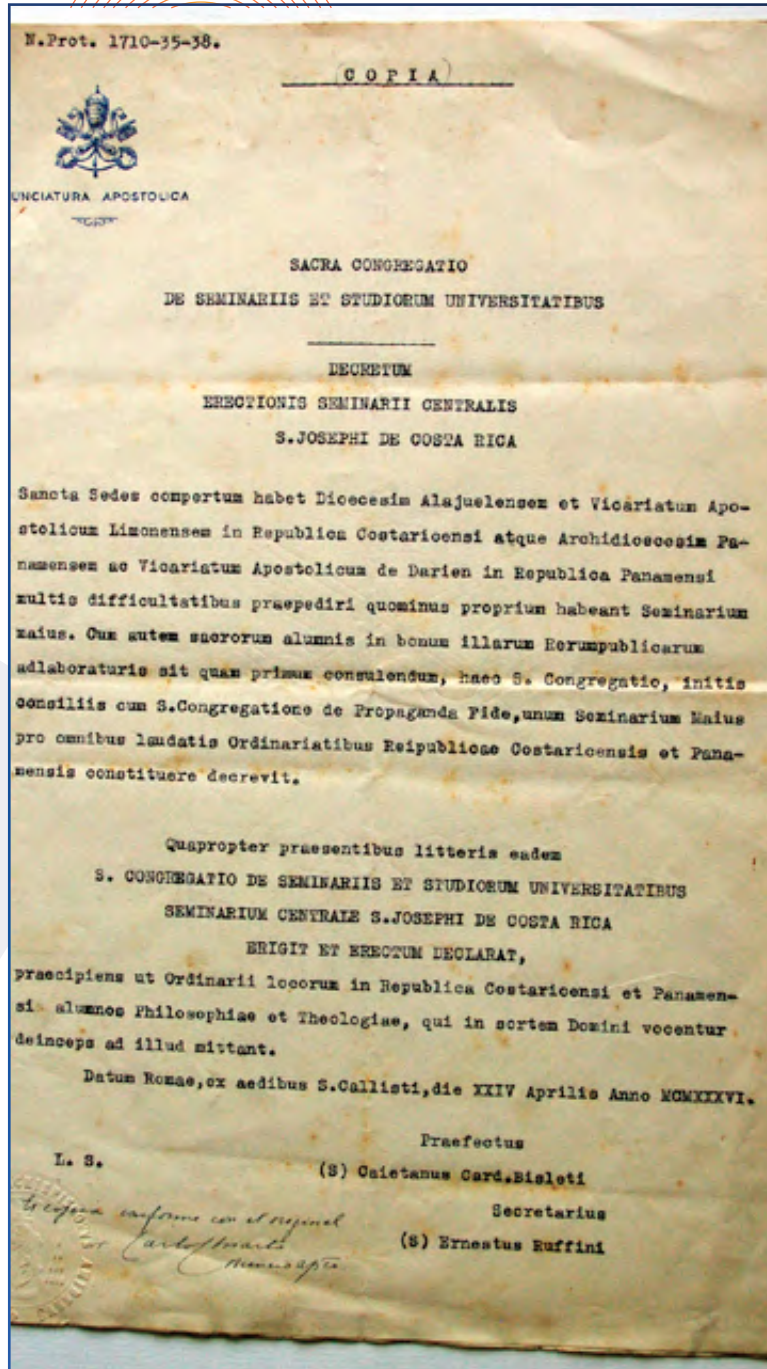 N.Prot. 1710-35-38.
(COPIA)
UNCIATURA APOSTOLICA
SACRA CONGREGATIO
DE SEMINARIIS ET STUDIORUM UNIVERSITATIBUS
DECRETUM
ERECTIONIS SEMINARII CENTRALIS
S.JOSEPHI DE COSTA RICA
Sancta Sedes compertum habet Dioecesim Alajuelensem et Vicariatum Apo-
stolicum Limonensem in Republica Costaricensi atque Archidioecesim Pa-
namensem ac Vicariatum Apostolicum de Darien in Republica Panamensi
multis difficultatibus praepediri quominus proprium habeant Seminarium
maius. Cum autem sacrorum alumnis in bonum illarum Rerumpublicarum
adlaboraturis sit quam primum consulendum, haec S. Congregatio, initis
consiliis cum S.Congregatione de Propaganda Fide,unum Seminarium Maius
pro omnibus laudatis Ordinariatibus Reipublicae Costaricensis et Pana-
mensis constituere decrevit.
Quapropter praesentibus litteris eadem
S. CONGREGATIO DE SEMINARIIS ET STUDIORUM UNIVERSITATIBUS
SEMINARIUM CENTRALE S.JOSEPHI DE COSTA RICA
ERIGIT ET ERECTUM DECLARAT,
praecipiens ut Ordinarii locorum in Republica Costaricensi et Panamen-
si alumnos Philosophiae et Theologiae, qui in sortem Domini vocentur
deinceps ad illud mittant.
Datum Romae,ex aedibus S.Callisti,die XXIV Aprilis Anno MCMXXXVI.
Praefectus
L. S.
(S) Caietanus Card.Bisleti
Secretarius
(S) Ernestus Ruffini
Es copia conforme con el original
Carlo